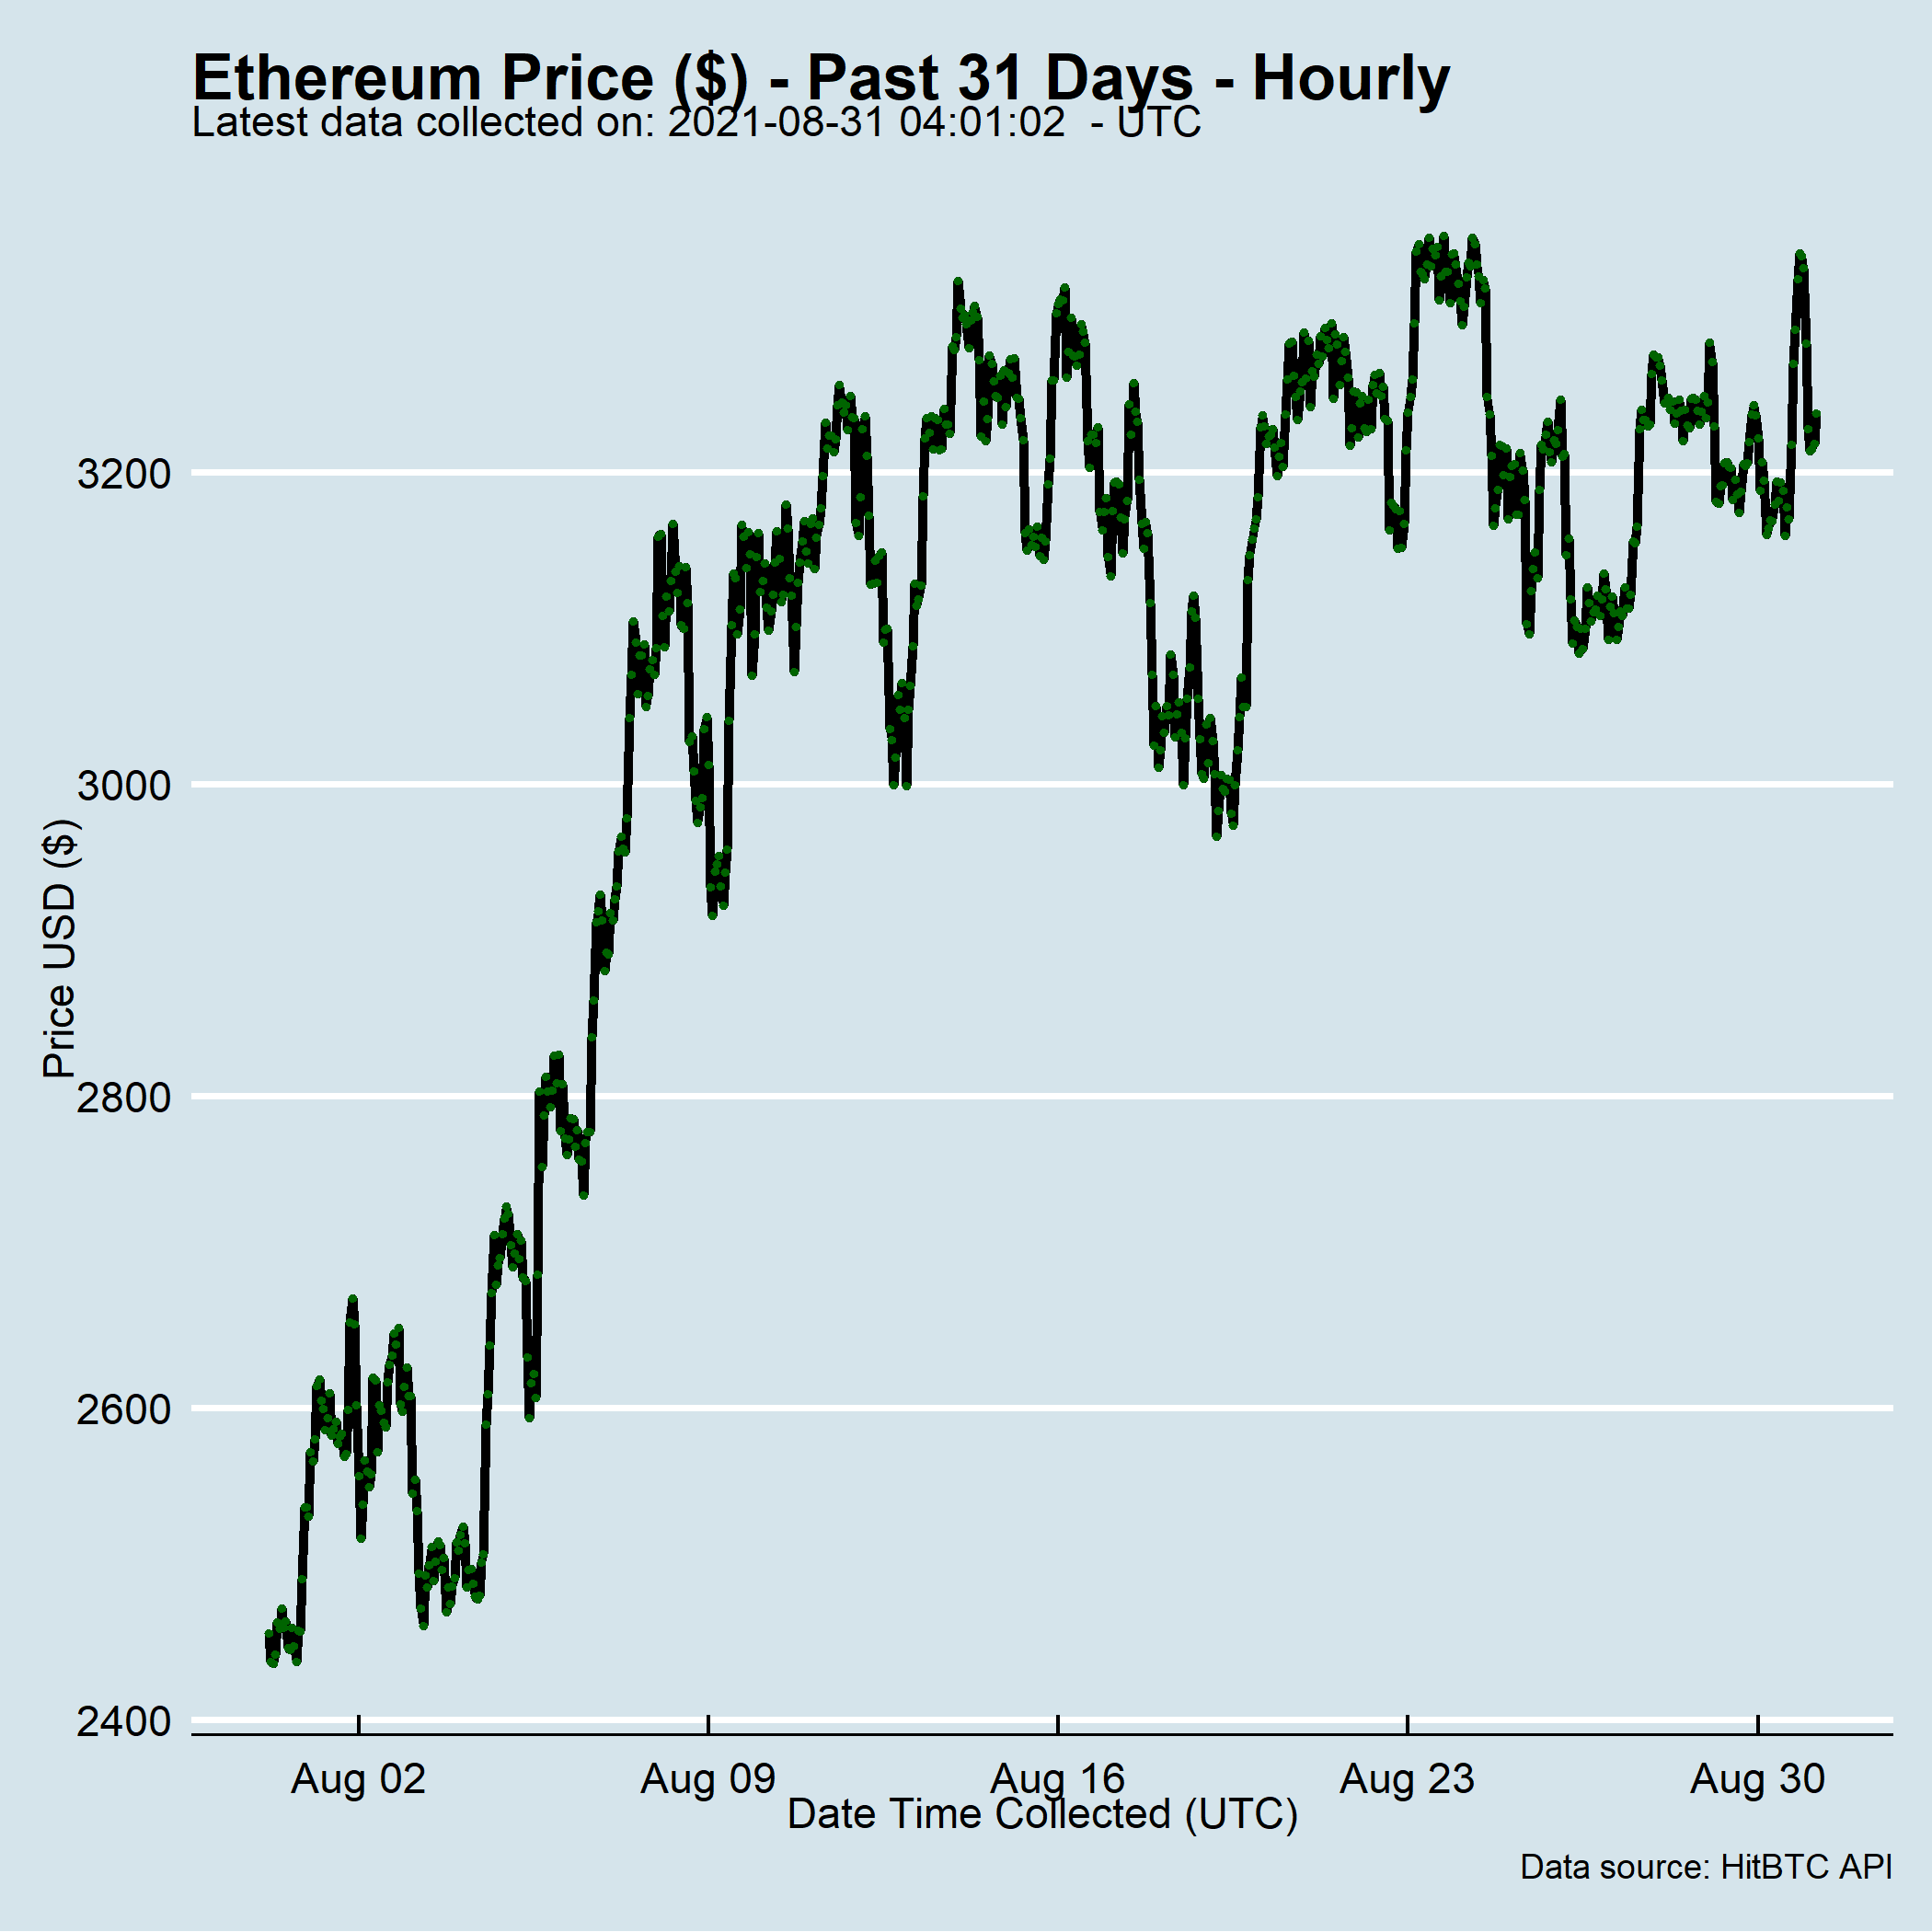 Ethereum Price ($) - Past 31 Days - Hourly
Latest data collected on: 2021-08-31 04:01:02  - UTC
Price USD ($)
3200
3000
2800
2600
2400
Aug 02
Aug 09
Aug 16
Aug 23
Aug 30
Date Time Collected (UTC)
Data source: HitBTC API